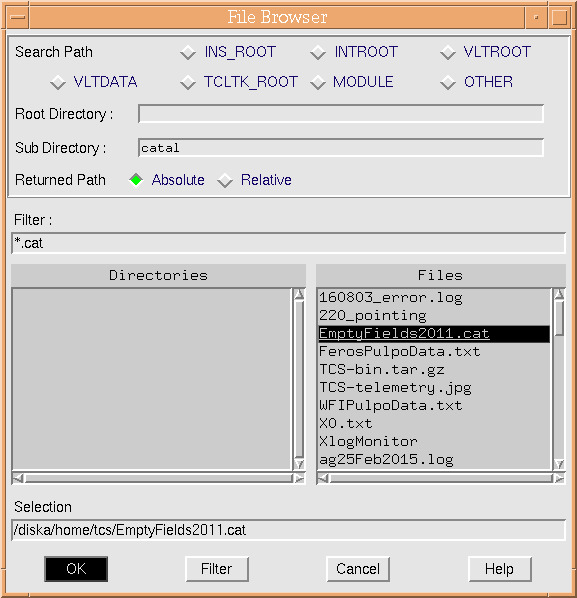 File Browser
Search Path INS_ROOT INTROOT VLTROOT
VLTDATA TCLTK_ROOT MODULE OTHER
Root Directory :
Sub Directory : catal
Returned Path Absolute Relative
Filter :
*.cat
Directories Files
160803_error.log
220_pointing
EmptyFields2011.cat
FerosPulpoData.txt
TCS-bin.tar.gz
TCS-telemetry.jpg
WFIPulpoData.txt
XO.txt
XlogMonitor
ag25Feb2015.log
Selection
/diska/home/tcs/EmptyFields2011.cat
OK Filter Cancel Help